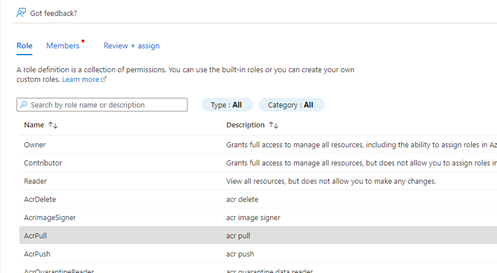 Got feedback?
Role Members Review + assign
A role definition is a collection of permissions. You can use the built-in roles or you can create your own
custom roles. Learn more
Search by role name or description Type : All Category : All
Name ↑↓ Description ↑↓
Owner Grants full access to manage all resources, including the ability to assign roles in Az
Contributor Grants full access to manage all resources, but does not allow you to assign roles in
Reader View all resources, but does not allow you to make any changes.
AcrDelete acr delete
AcrImageSigner acr image signer
AcrPull acr pull
AcrPush acr push
AcrQuarantineReader acr quarantine data reader